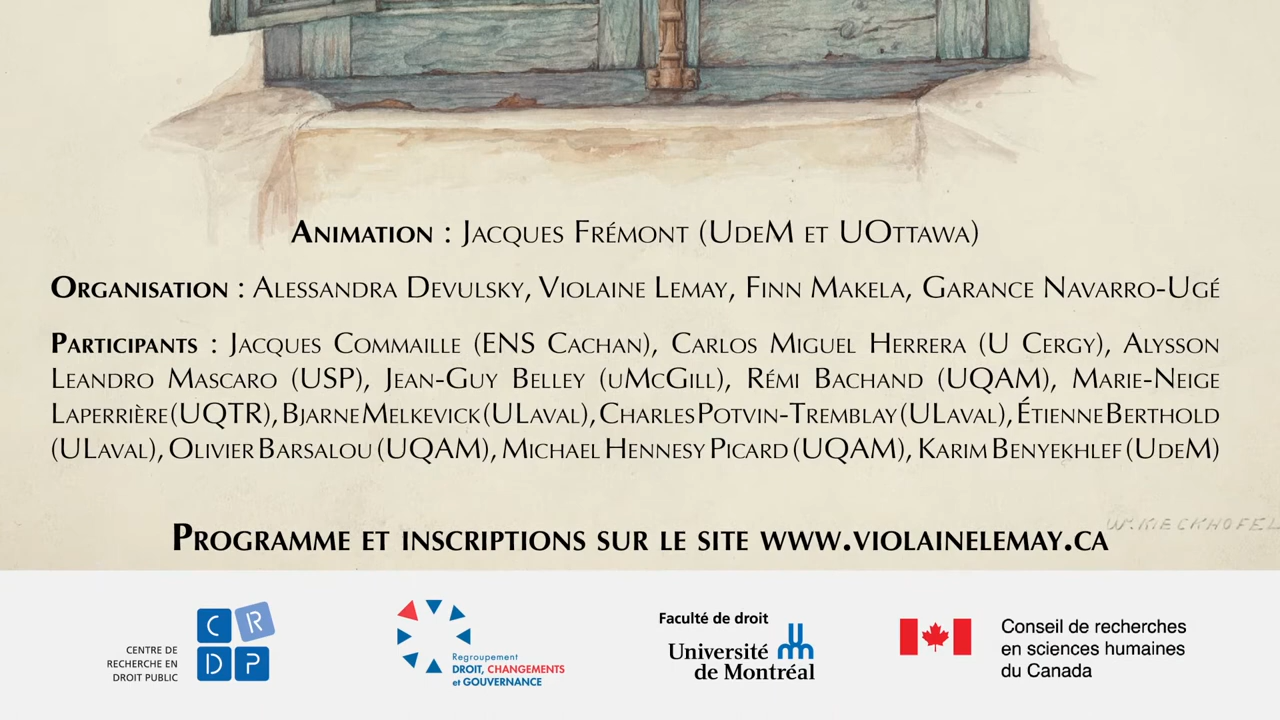 Animation : Jacques Frémont (UdeM et UOttawa)
Organisation : Alessandra Devulsky, Violaine Lemay, Finn Makela, Garance Navarro-Ugé
Participants : Jacques Commaille (ENS Cachan), Carlos Miguel Herrera (U Cergy), Alysson
Leandro Mascaro (USP), Jean-Guy Belley (uMcGill), Rémi Bachand (UQAM), Marie-Neige
Laperrière (UQTR), Bjarne Melkevick (ULaval), Charles Potvin-Tremblay (ULaval), Étienne Berthold
(ULaval), Olivier Barsalou (UQAM), Michael Hennesy Picard (UQAM), Karim Benyekhlef (UdeM)
Wm. Kieckhofel
Programme et inscriptions sur le site www.violainelemay.ca
CENTRE DE
RECHERCHE EN
DROIT PUBLIC
C R
D P
Regroupement
DROIT, CHANGEMENTS
et GOUVERNANCE
Faculté de droit
Université
de Montréal
Conseil de recherches
en sciences humaines
du Canada